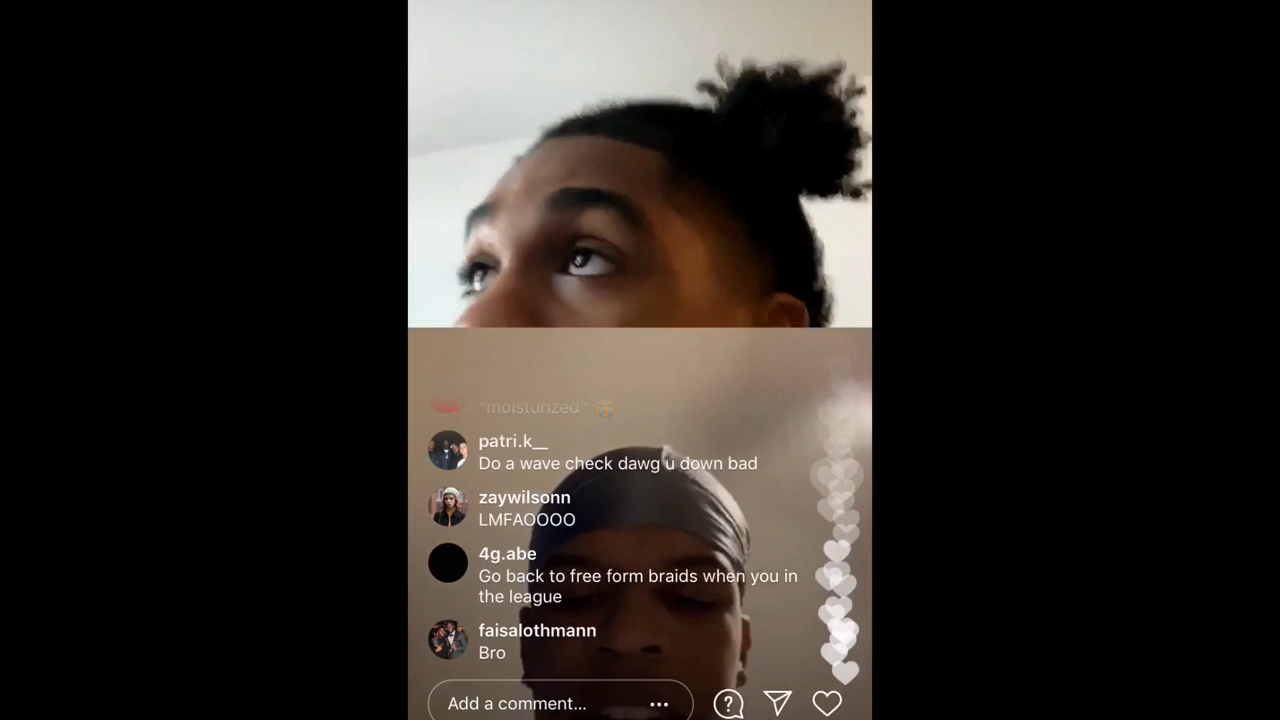 "moisturized" 😭
patri.k__
Do a wave check dawg u down bad
zaywilsonn
LMFAOOOO
4g.abe
Go back to free form braids when you in
the league
faisalothmann
Bro
Add a comment...